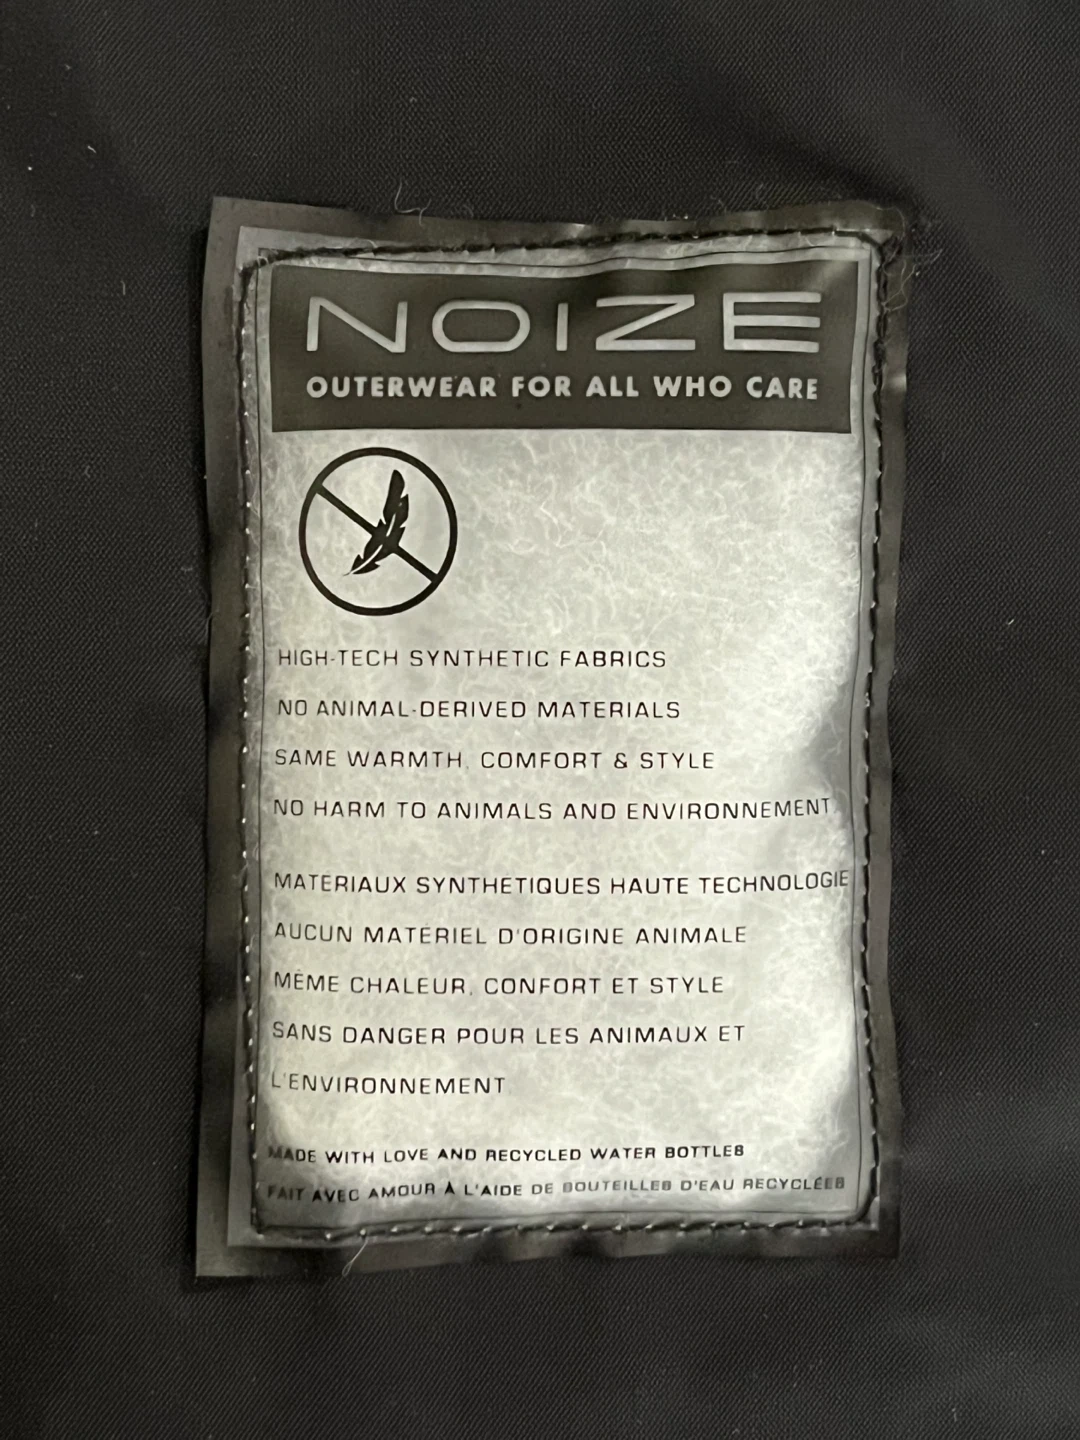 NOIZE
OUTERWEAR FOR ALL WHO CARE
HIGH-TECH SYNTHETIC FABRICS
NO ANIMAL-DERIVED MATERIALS
SAME WARMTH, COMFORT & STYLE
NO HARM TO ANIMALS AND ENVIRONNEMENT
MATERIAUX SYNTHETIQUES HAUTE TECHNOLOGIE
AUCUN MATÉRIEL D'ORIGINE ANIMALE
MÊME CHALEUR, CONFORT ET STYLE
SANS DANGER POUR LES ANIMAUX ET
L'ENVIRONNEMENT
MADE WITH LOVE AND RECYCLED WATER BOTTLES
FAIT AVEC AMOUR À L'AIDE DE BOUTEILLES D'EAU RECYCLÉES